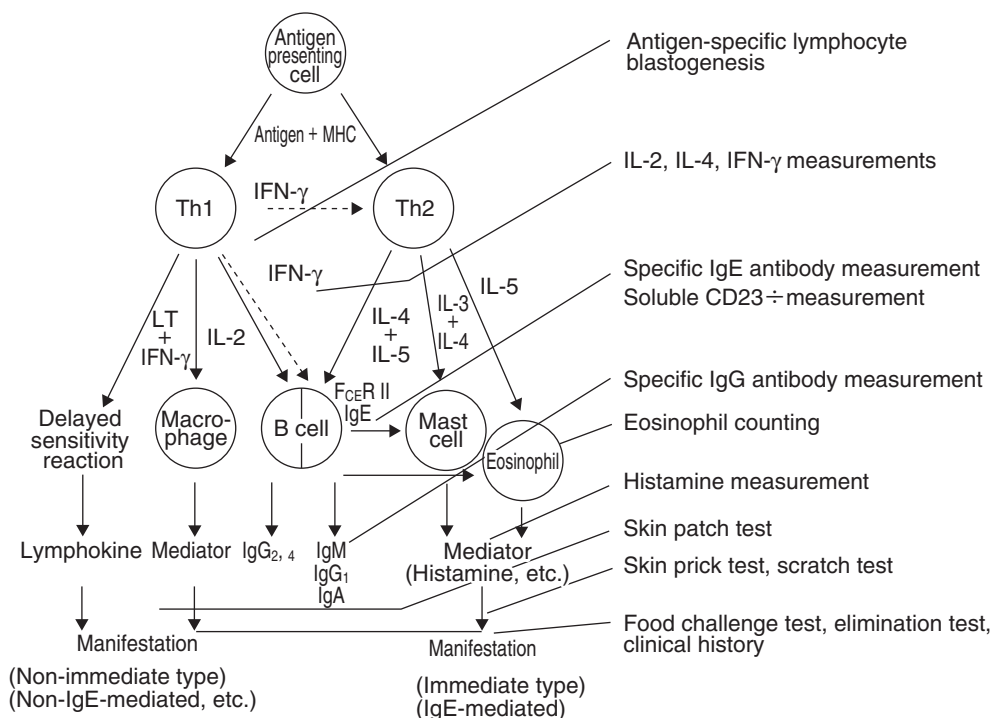 Antigen
presenting
cell
Antigen-specific lymphocyte
blastogenesis
Antigen + MHC
IL-2, IL-4, IFN-γ measurements
Th1
IFN-γ
Th2
IFN-γ
Specific IgE antibody measurement
Soluble CD23÷measurement
LT
+
IFN-γ
IL-2
IL-4
+
IL-5
IL-3
+
IL-4
IL-5
Specific IgG antibody measurement
Delayed
sensitivity
reaction
Macro-
phage
B cell
FCER II
IgE
Mast
cell
Eosinophil
Eosinophil counting
Histamine measurement
Lymphokine
Mediator
IgG2, 4
IgM
IgG1
IgA
Mediator
(Histamine, etc.)
Skin patch test
Skin prick test, scratch test
Food challenge test, elimination test,
clinical history
Manifestation
(Non-immediate type)
(Non-IgE-mediated, etc.)
Manifestation
(Immediate type)
(IgE-mediated)